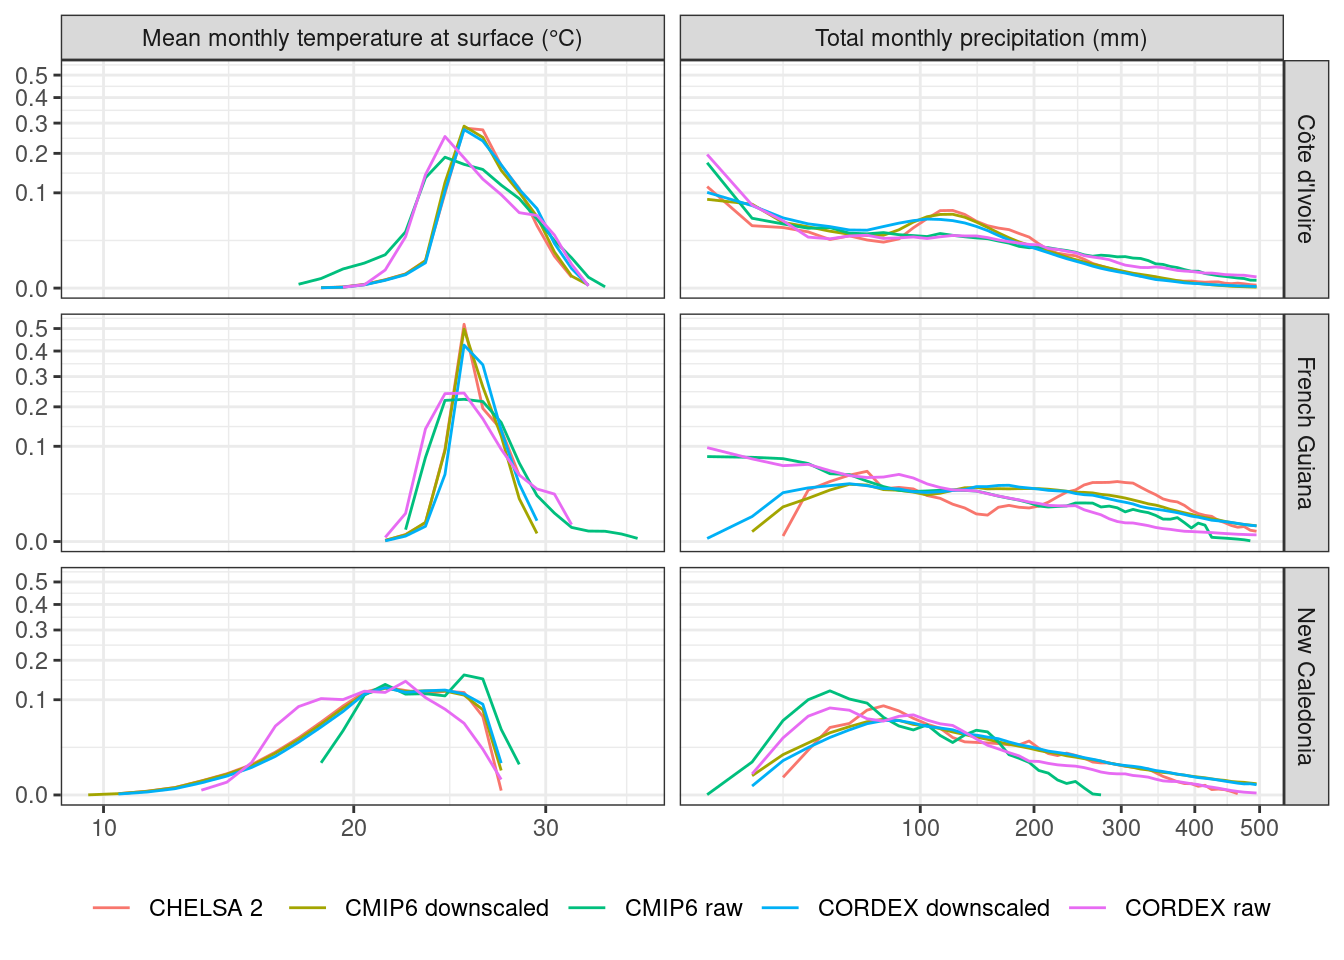 Mean monthly temperature at surface (°C)
Total monthly precipitation (mm)
0.5
0.4
0.3
0.2
0.1
0.0
Côte d'Ivoire
0.5
0.4
0.3
0.2
0.1
0.0
French Guiana
0.5
0.4
0.3
0.2
0.1
0.0
New Caledonia
10 20 30
100 200 300 400 500
CHELSA 2 CMIP6 downscaled CMIP6 raw CORDEX downscaled CORDEX raw